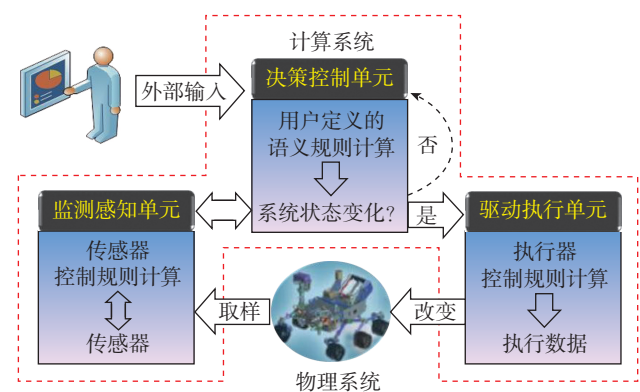 计算系统
外部输入
决策控制单元
用户定义的
语义规则计算
系统状态变化?
否
是
监测感知单元
传感器
控制规则计算
传感器
驱动执行单元
执行器
控制规则计算
执行数据
取样
改变
物理系统